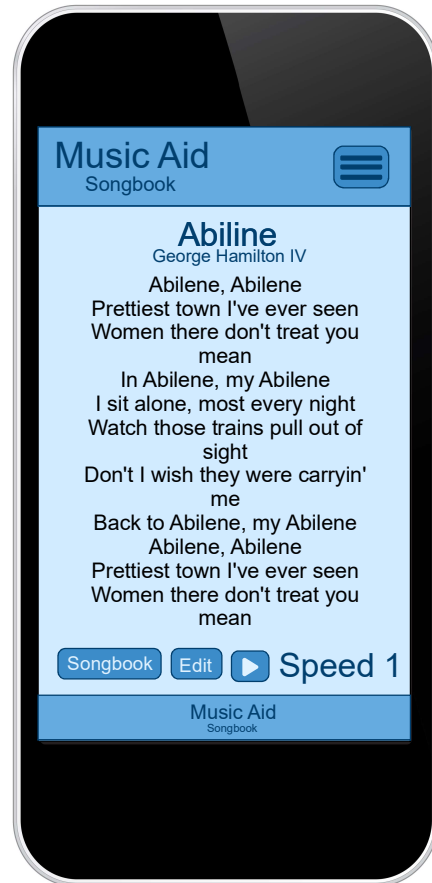 Music Aid
Songbook
Abiline
George Hamilton IV
Abilene, Abilene
Prettiest town I've ever seen
Women there don't treat you
mean
In Abilene, my Abilene
I sit alone, most every night
Watch those trains pull out of
sight
Don't I wish they were carryin'
me
Back to Abilene, my Abilene
Abilene, Abilene
Prettiest town I've ever seen
Women there don't treat you
mean
Songbook Edit Speed 1
Music Aid
Songbook